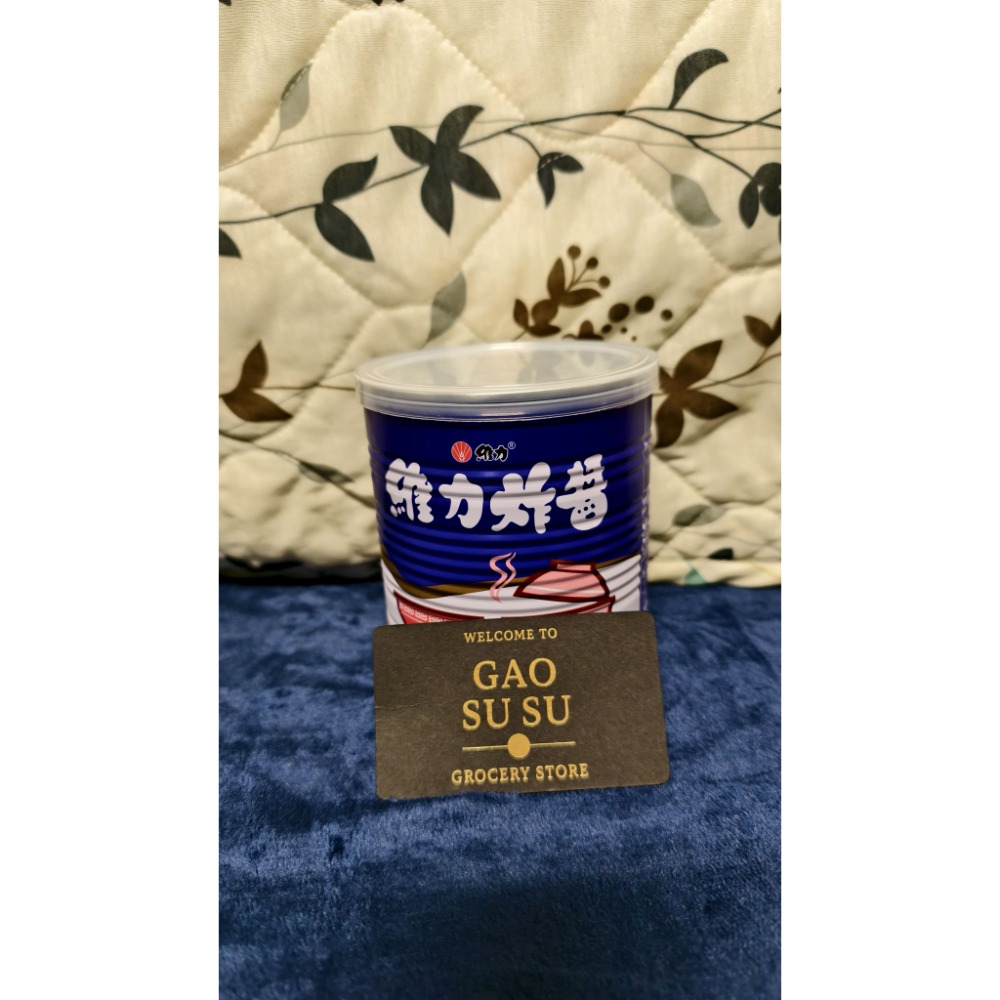 維力®
維力炸醬
WELCOME TO
GAO
SU SU
GROCERY STORE